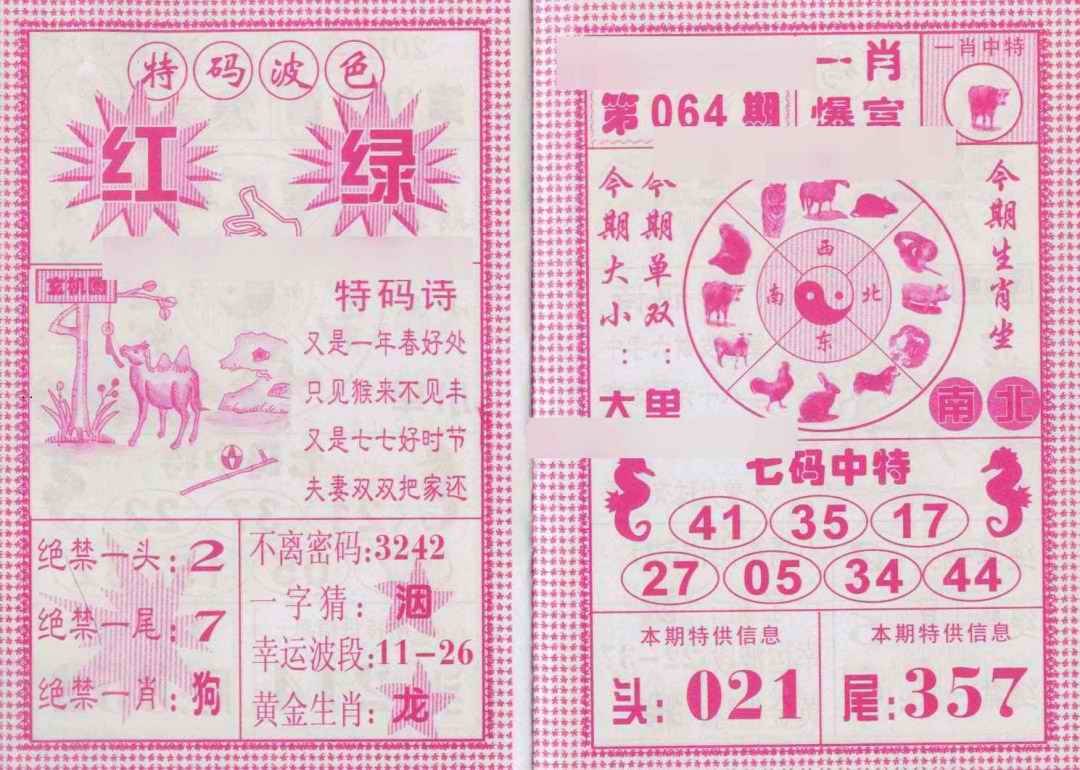 特码波色
红 绿
玄机图
特码诗
又是一年春好处
只见猴来不见丰
又是七七好时节
夫妻双双把家还
绝禁一头:2
绝禁一尾:7
绝禁一肖:狗
不离密码:3242
一字猜:洇
幸运波段:11-26
黄金生肖:龙
第064期
一肖
爆宣
一肖中特
今期大小:大
今期单双:单
西
南 北
东
今期生肖坐
南北
七码中特
41 35 17
27 05 34 44
本期特供信息
头:021
本期特供信息
尾:357